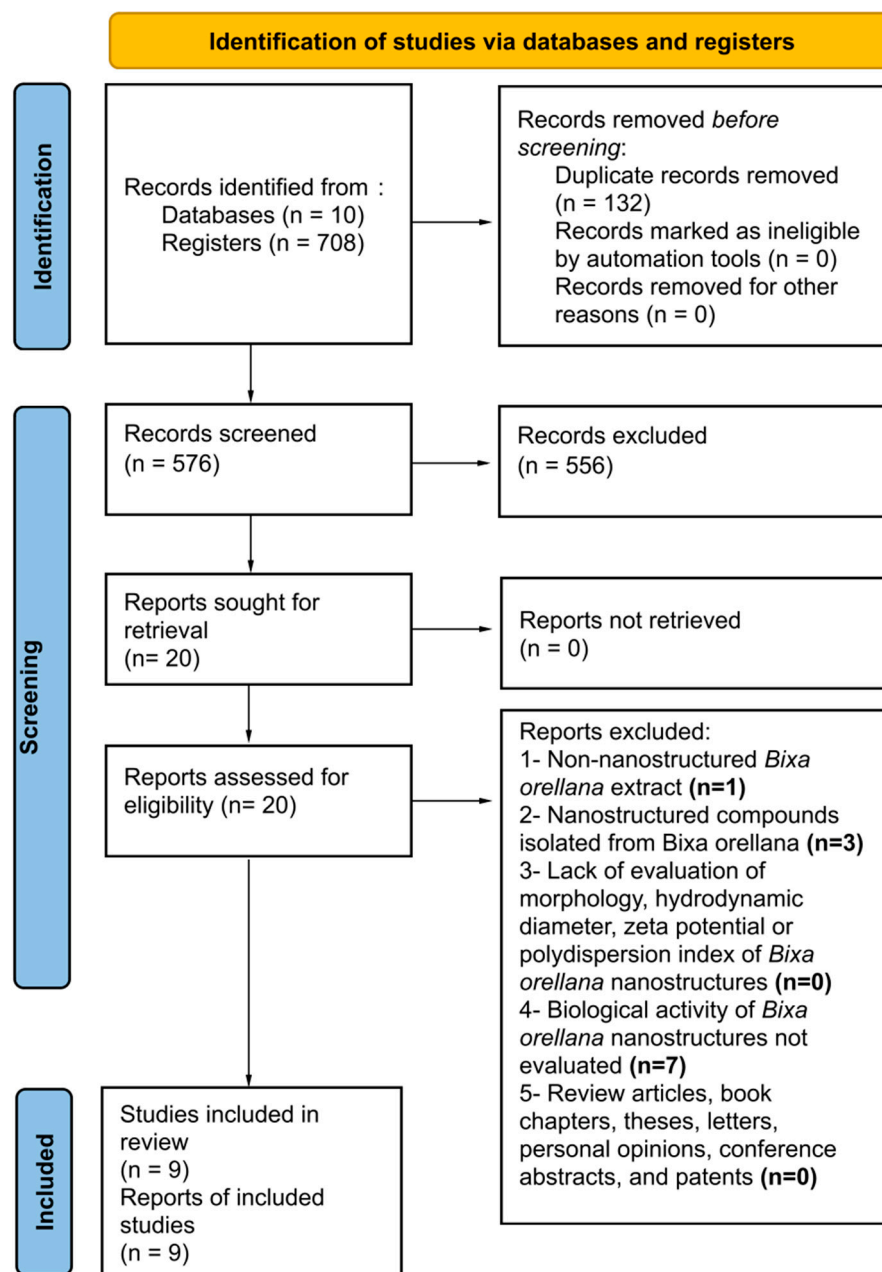 Identification of studies via databases and registers
Identification
Records identified from :
Databases (n = 10)
Registers (n = 708)
Records removed before
screening:
Duplicate records removed
(n = 132)
Records marked as ineligible
by automation tools (n = 0)
Records removed for other
reasons (n = 0)
Screening
Records screened
(n = 576)
Records excluded
(n = 556)
Reports sought for
retrieval
(n= 20)
Reports not retrieved
(n = 0)
Reports assessed for
eligibility (n= 20)
Reports excluded:
1- Non-nanostructured Bixa
orellana extract (n=1)
2- Nanostructured compounds
isolated from Bixa orellana (n=3)
3- Lack of evaluation of
morphology, hydrodynamic
diameter, zeta potential or
polydispersion index of Bixa
orellana nanostructures (n=0)
4- Biological activity of Bixa
orellana nanostructures not
evaluated (n=7)
5- Review articles, book
chapters, theses, letters,
personal opinions, conference
abstracts, and patents (n=0)
Included
Studies included in
review
(n = 9)
Reports of included
studies
(n = 9)